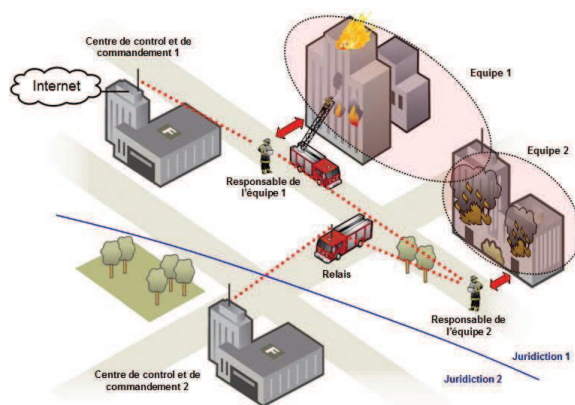 Centre de control et de
commandement 1
Internet
Equipe 1
Equipe 2
Responsable de
l'équipe 1
Relais
Responsable de
l'équipe 2
Juridiction 1
Juridiction 2
Centre de control et de
commandement 2
F
F